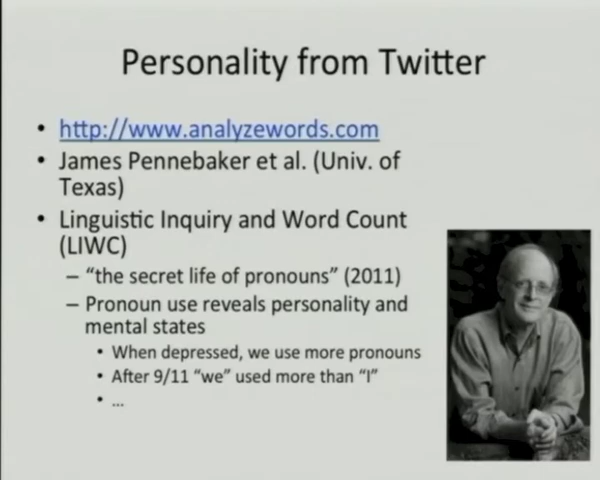 Personality from Twitter
• http://www.analyzewords.com
• James Pennebaker et al. (Univ. of
Texas)
• Linguistic Inquiry and Word Count
(LIWC)
– “the secret life of pronouns” (2011)
– Pronoun use reveals personality and
mental states
• When depressed, we use more pronouns
• After 9/11 “we” used more than “I”
• ...